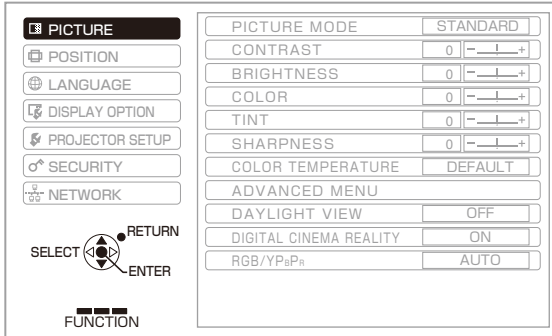 PICTURE
POSITION
LANGUAGE
DISPLAY OPTION
PROJECTOR SETUP
SECURITY
NETWORK
RETURN
SELECT
ENTER
FUNCTION
PICTURE MODE STANDARD
CONTRAST 0 - +
BRIGHTNESS 0 - +
COLOR 0 - +
TINT 0 - +
SHARPNESS 0 - +
COLOR TEMPERATURE DEFAULT
ADVANCED MENU
DAYLIGHT VIEW OFF
DIGITAL CINEMA REALITY ON
RGB/YPBPR AUTO